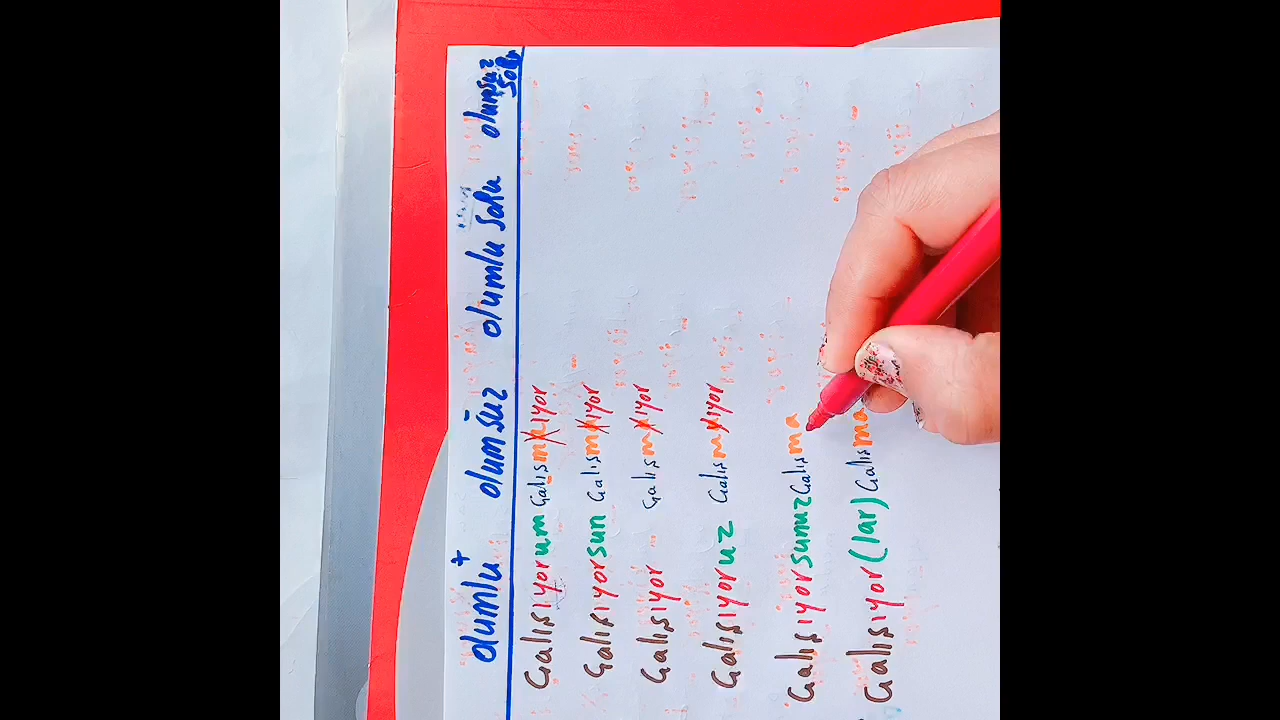 olumlu + olumsuz olumlu soru olumsuz soru
Çalışıyorum Çalışmıyor
Çalışıyorsun Çalışmıyor
Çalışıyor Çalışmıyor
Çalışıyoruz Çalışmıyor
Çalışıyorsunuz Çalışma
Çalışıyor(lar) Çalışma